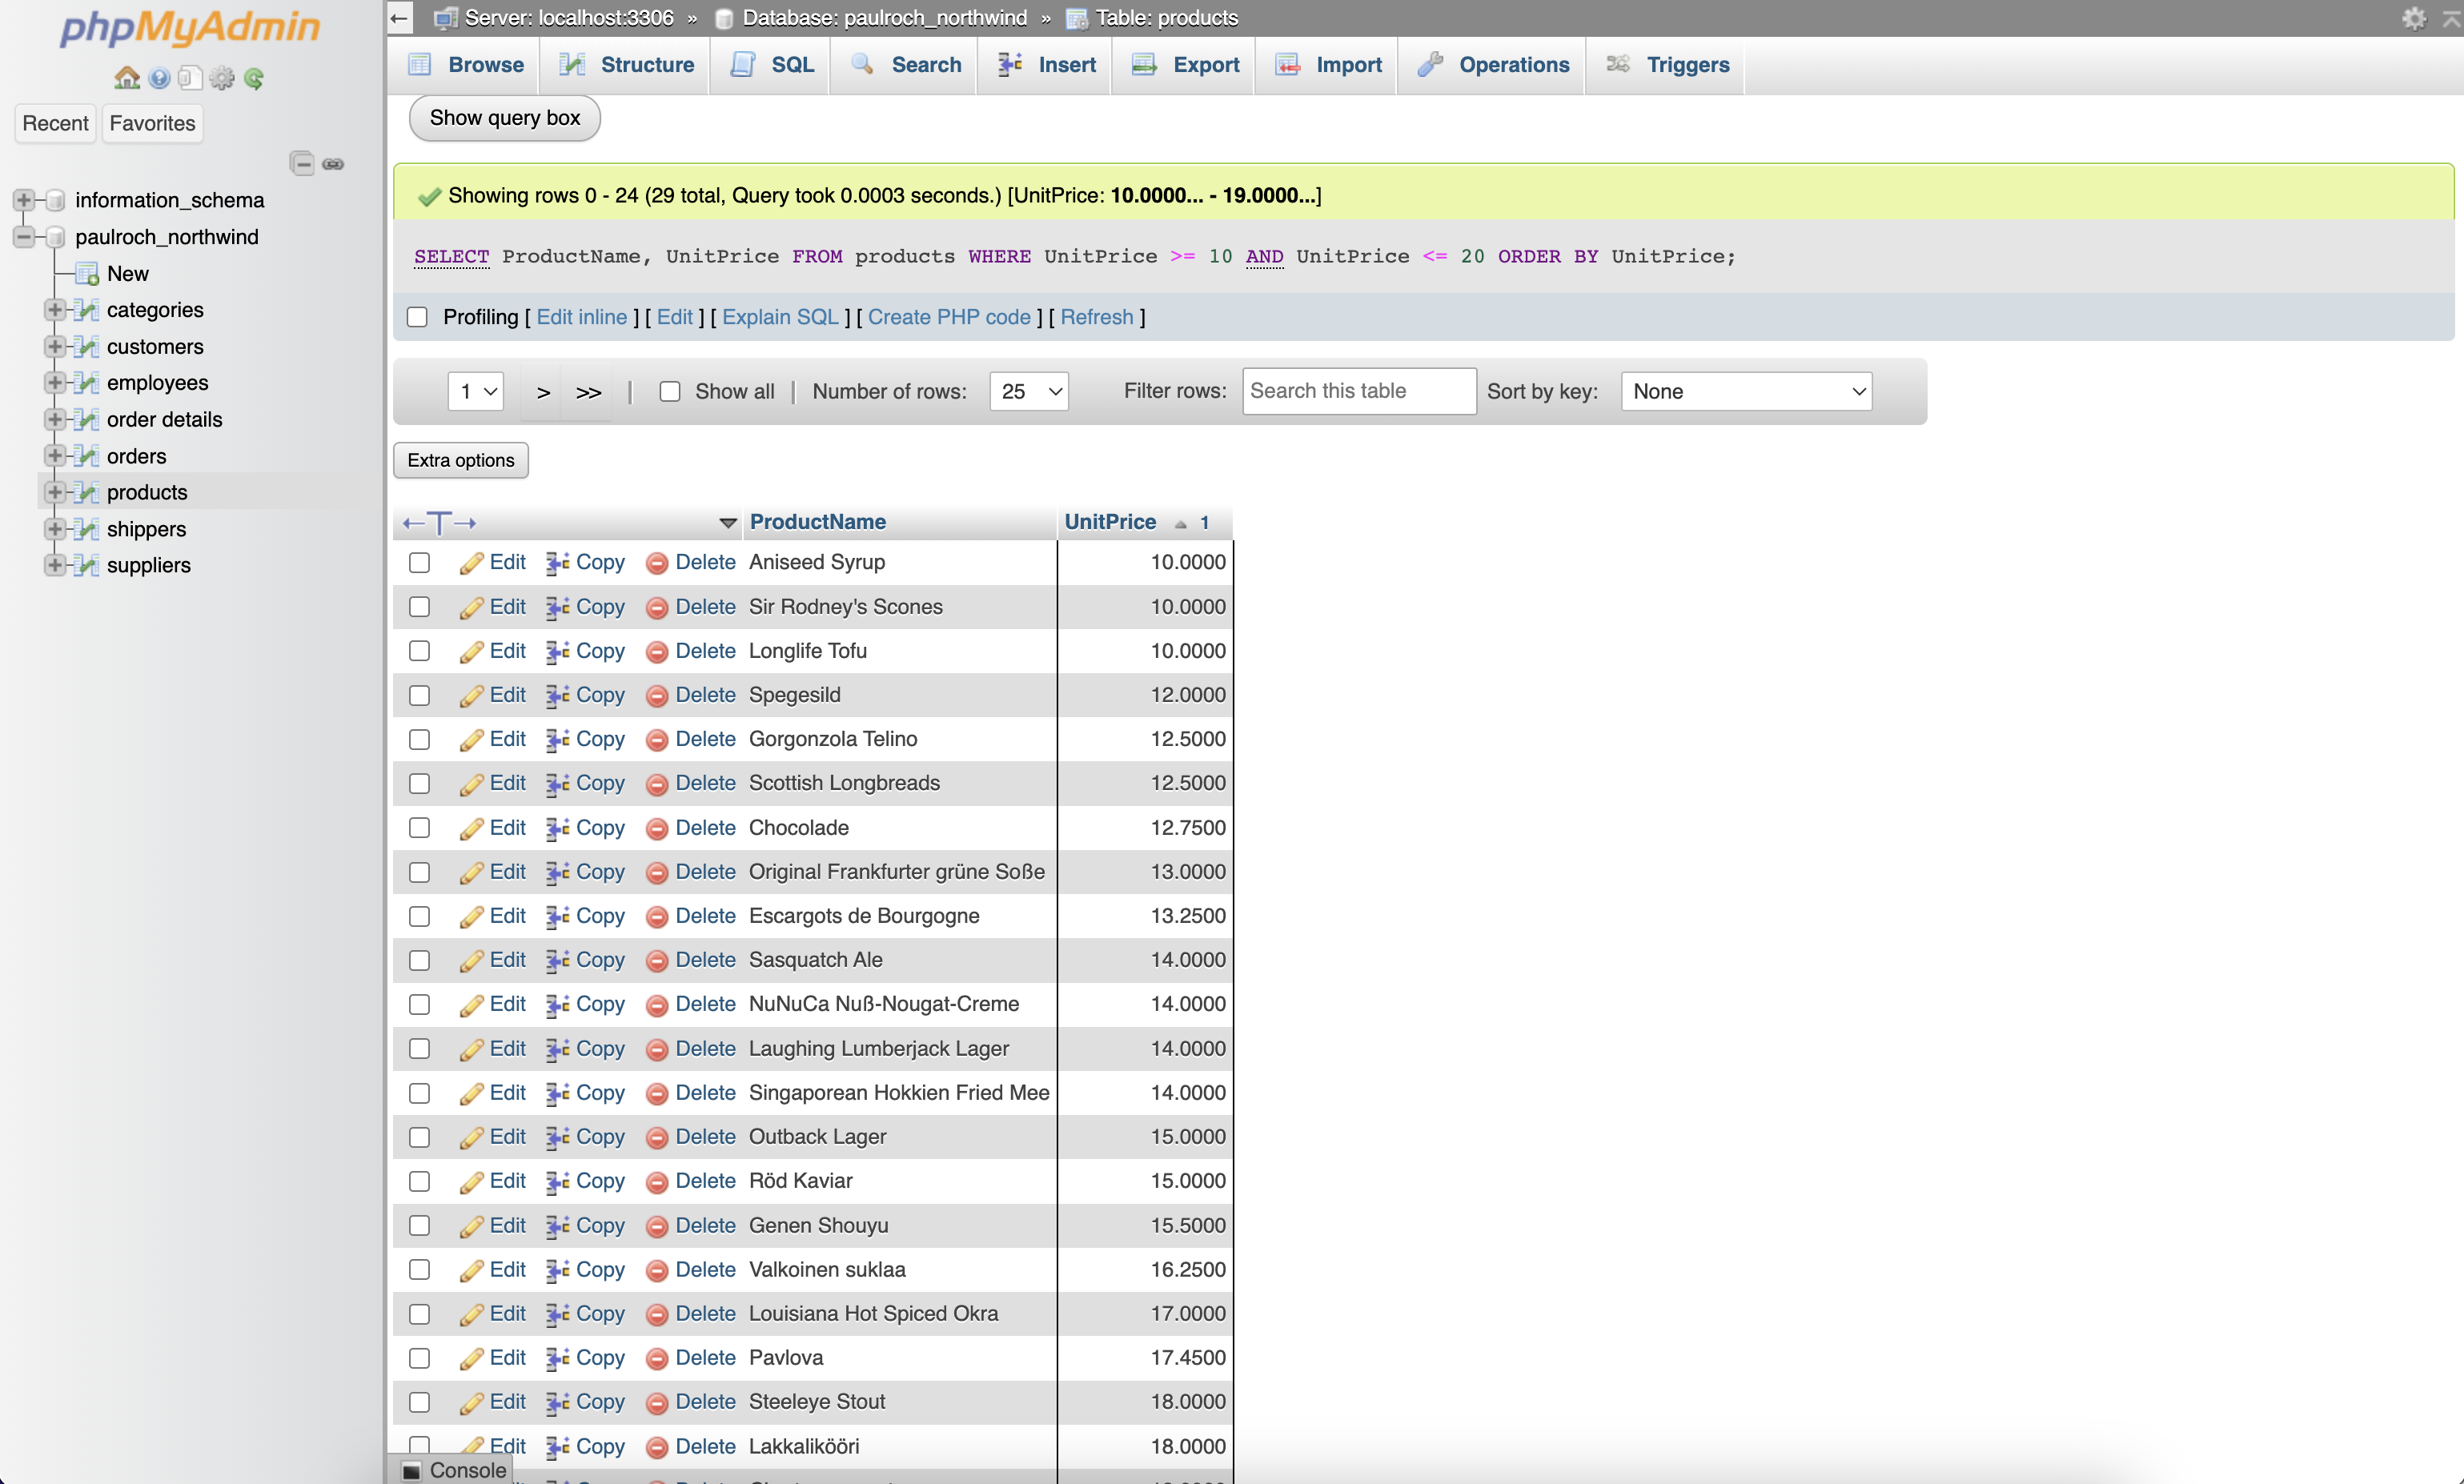 phpMyAdmin
Recent Favorites
information_schema
paulroch_northwind
New
categories
customers
employees
order details
orders
products
shippers
suppliers
Server: localhost:3306 » Database: paulroch_northwind » Table: products
Browse Structure SQL Search Insert Export Import Operations Triggers
Show query box
Showing rows 0 - 24 (29 total, Query took 0.0003 seconds.) [UnitPrice: 10.0000... - 19.0000...]
SELECT ProductName, UnitPrice FROM products WHERE UnitPrice >= 10 AND UnitPrice <= 20 ORDER BY UnitPrice;
Profiling [ Edit inline ] [ Edit ] [ Explain SQL ] [ Create PHP code ] [ Refresh ]
1 > >> | Show all | Number of rows: 25 Filter rows: Search this table Sort by key: None
Extra options
←T→ ProductName UnitPrice 1
Edit Copy Delete Aniseed Syrup 10.0000
Edit Copy Delete Sir Rodney's Scones 10.0000
Edit Copy Delete Longlife Tofu 10.0000
Edit Copy Delete Spegesild 12.0000
Edit Copy Delete Gorgonzola Telino 12.5000
Edit Copy Delete Scottish Longbreads 12.5000
Edit Copy Delete Chocolade 12.7500
Edit Copy Delete Original Frankfurter grüne Soße 13.0000
Edit Copy Delete Escargots de Bourgogne 13.2500
Edit Copy Delete Sasquatch Ale 14.0000
Edit Copy Delete NuNuCa Nuß-Nougat-Creme 14.0000
Edit Copy Delete Laughing Lumberjack Lager 14.0000
Edit Copy Delete Singaporean Hokkien Fried Mee 14.0000
Edit Copy Delete Outback Lager 15.0000
Edit Copy Delete Röd Kaviar 15.0000
Edit Copy Delete Genen Shouyu 15.5000
Edit Copy Delete Valkoinen suklaa 16.2500
Edit Copy Delete Louisiana Hot Spiced Okra 17.0000
Edit Copy Delete Pavlova 17.4500
Edit Copy Delete Steeleye Stout 18.0000
Edit Copy Delete Lakkalikööri 18.0000
Console